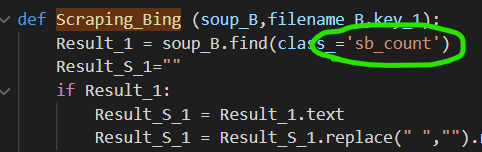 def Scraping_Bing (soup_B,filename_B,key_1):
Result_1 = soup_B.find(class_='sb_count')
Result_S_1=""
if Result_1:
Result_S_1 = Result_1.text
Result_S_1 = Result_S_1.replace(" ","").